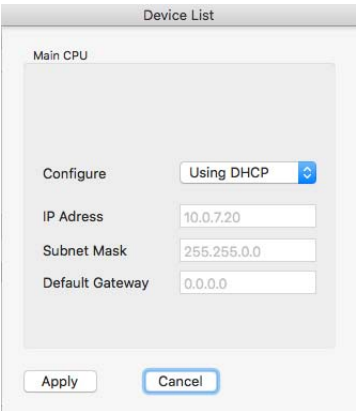 Device List
Main CPU
Configure Using DHCP
IP Adress 10.0.7.20
Subnet Mask 255.255.0.0
Default Gateway 0.0.0.0
Apply Cancel